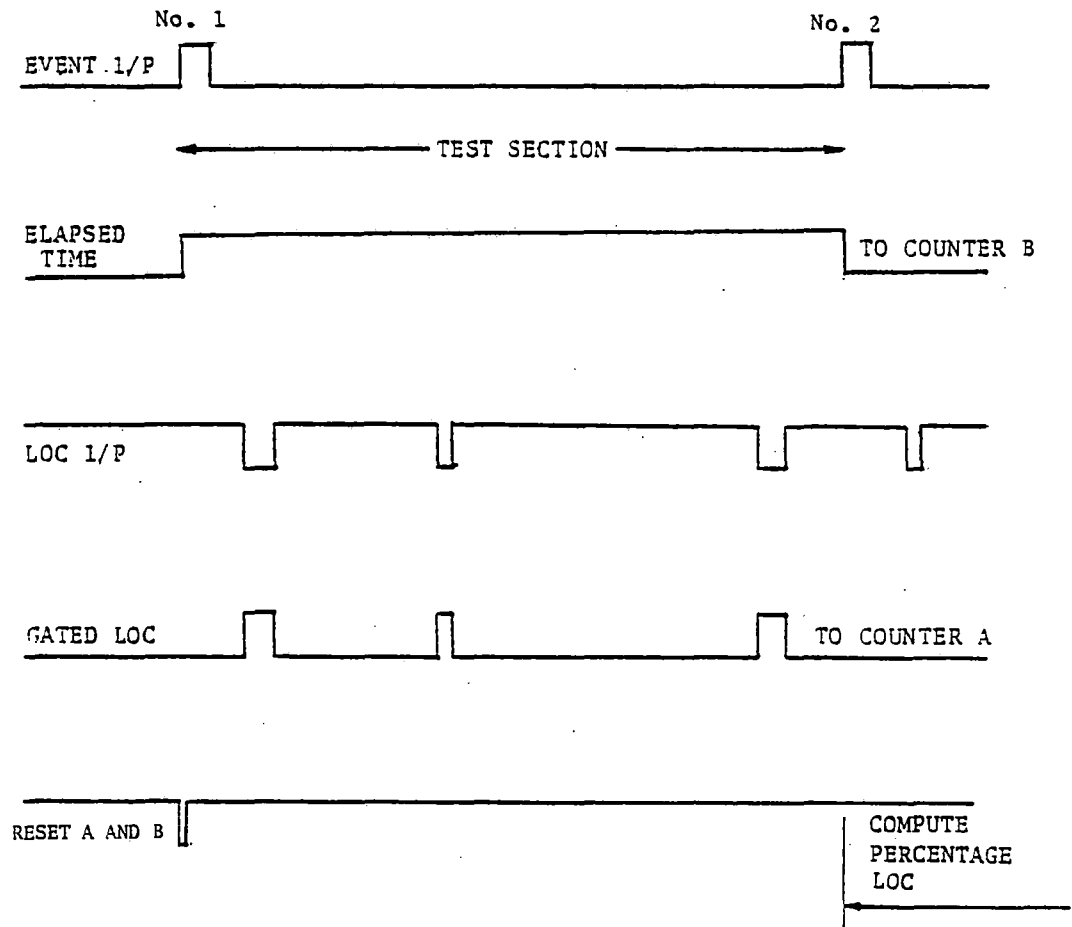 No. 1
No. 2
EVENT 1/P
TEST SECTION
ELAPSED
TIME
TO COUNTER B
LOC 1/P
GATED LOC
TO COUNTER A
RESET A AND B
COMPUTE
PERCENTAGE
LOC